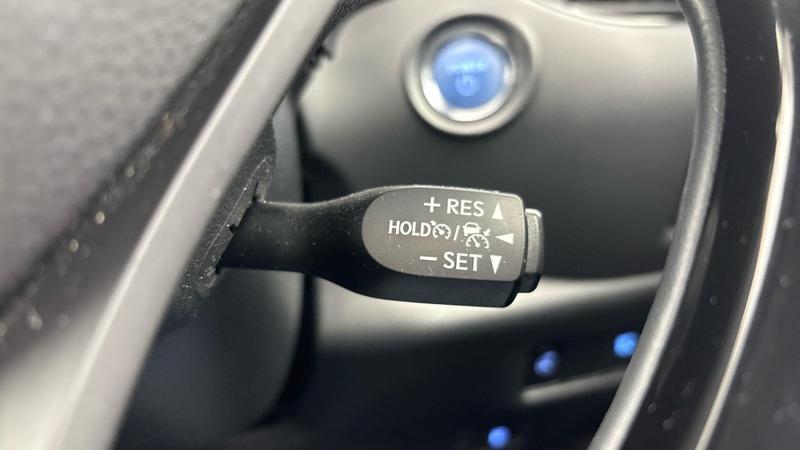 + RES ▲
HOLD / ◀
− SET ▼